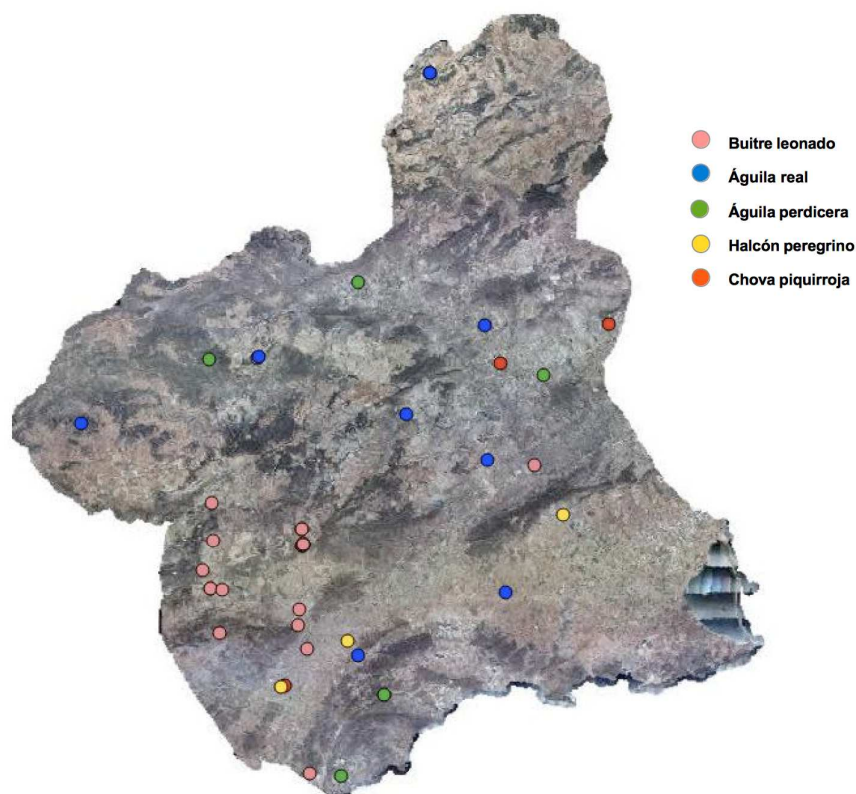 Buitre leonado
Águila real
Águila perdicera
Halcón peregrino
Chova piquirroja